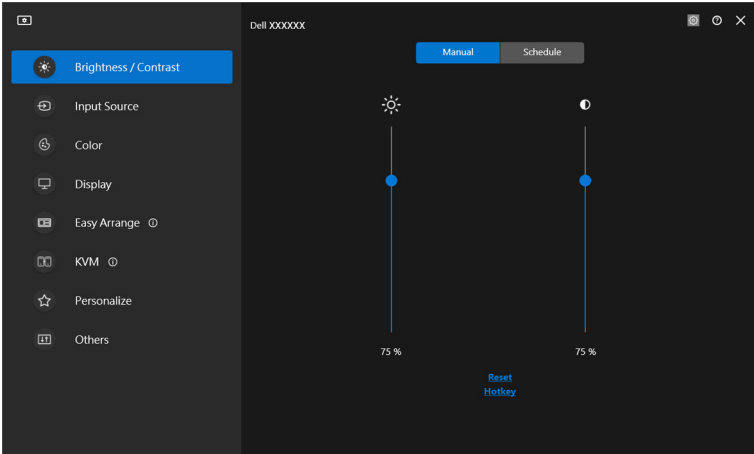 Dell XXXXXX
Manual
Schedule
Brightness / Contrast
Input Source
Color
Display
Easy Arrange
KVM
Personalize
Others
75 %
75 %
Reset
Hotkey